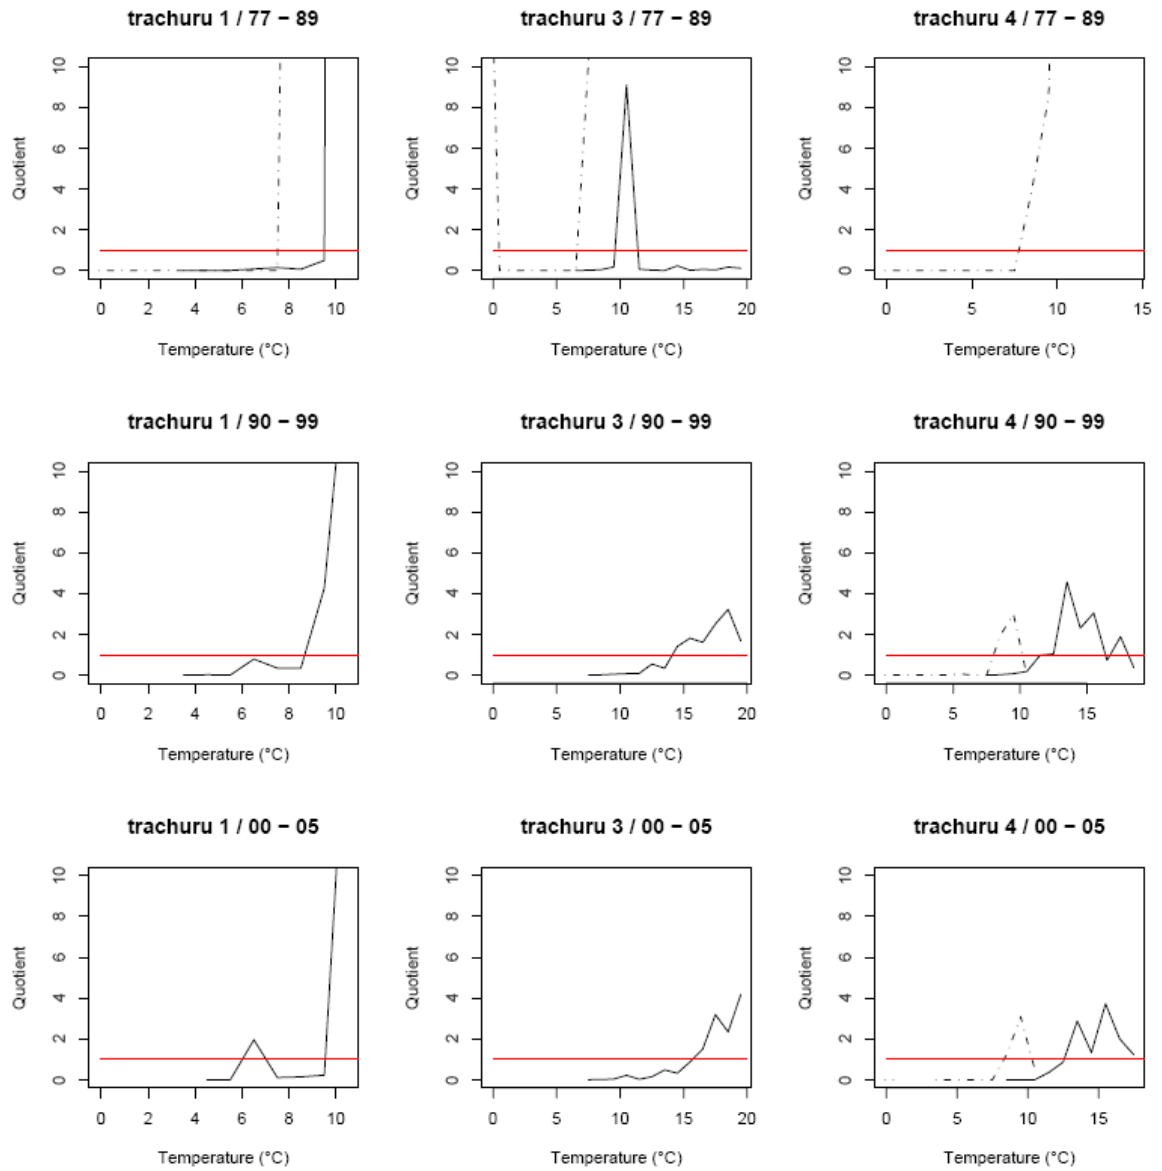 trachuru 1 / 77 − 89
trachuru 3 / 77 − 89
trachuru 4 / 77 − 89
Quotient
0 2 4 6 8 10
0 2 4 6 8 10
Temperature (°C)
Quotient
0 2 4 6 8 10
0 5 10 15 20
Temperature (°C)
Quotient
0 2 4 6 8 10
0 5 10 15
Temperature (°C)
trachuru 1 / 90 − 99
trachuru 3 / 90 − 99
trachuru 4 / 90 − 99
Quotient
0 2 4 6 8 10
0 2 4 6 8 10
Temperature (°C)
Quotient
0 2 4 6 8 10
0 5 10 15 20
Temperature (°C)
Quotient
0 2 4 6 8 10
0 5 10 15
Temperature (°C)
trachuru 1 / 00 − 05
trachuru 3 / 00 − 05
trachuru 4 / 00 − 05
Quotient
0 2 4 6 8 10
0 2 4 6 8 10
Temperature (°C)
Quotient
0 2 4 6 8 10
0 5 10 15 20
Temperature (°C)
Quotient
0 2 4 6 8 10
0 5 10 15
Temperature (°C)